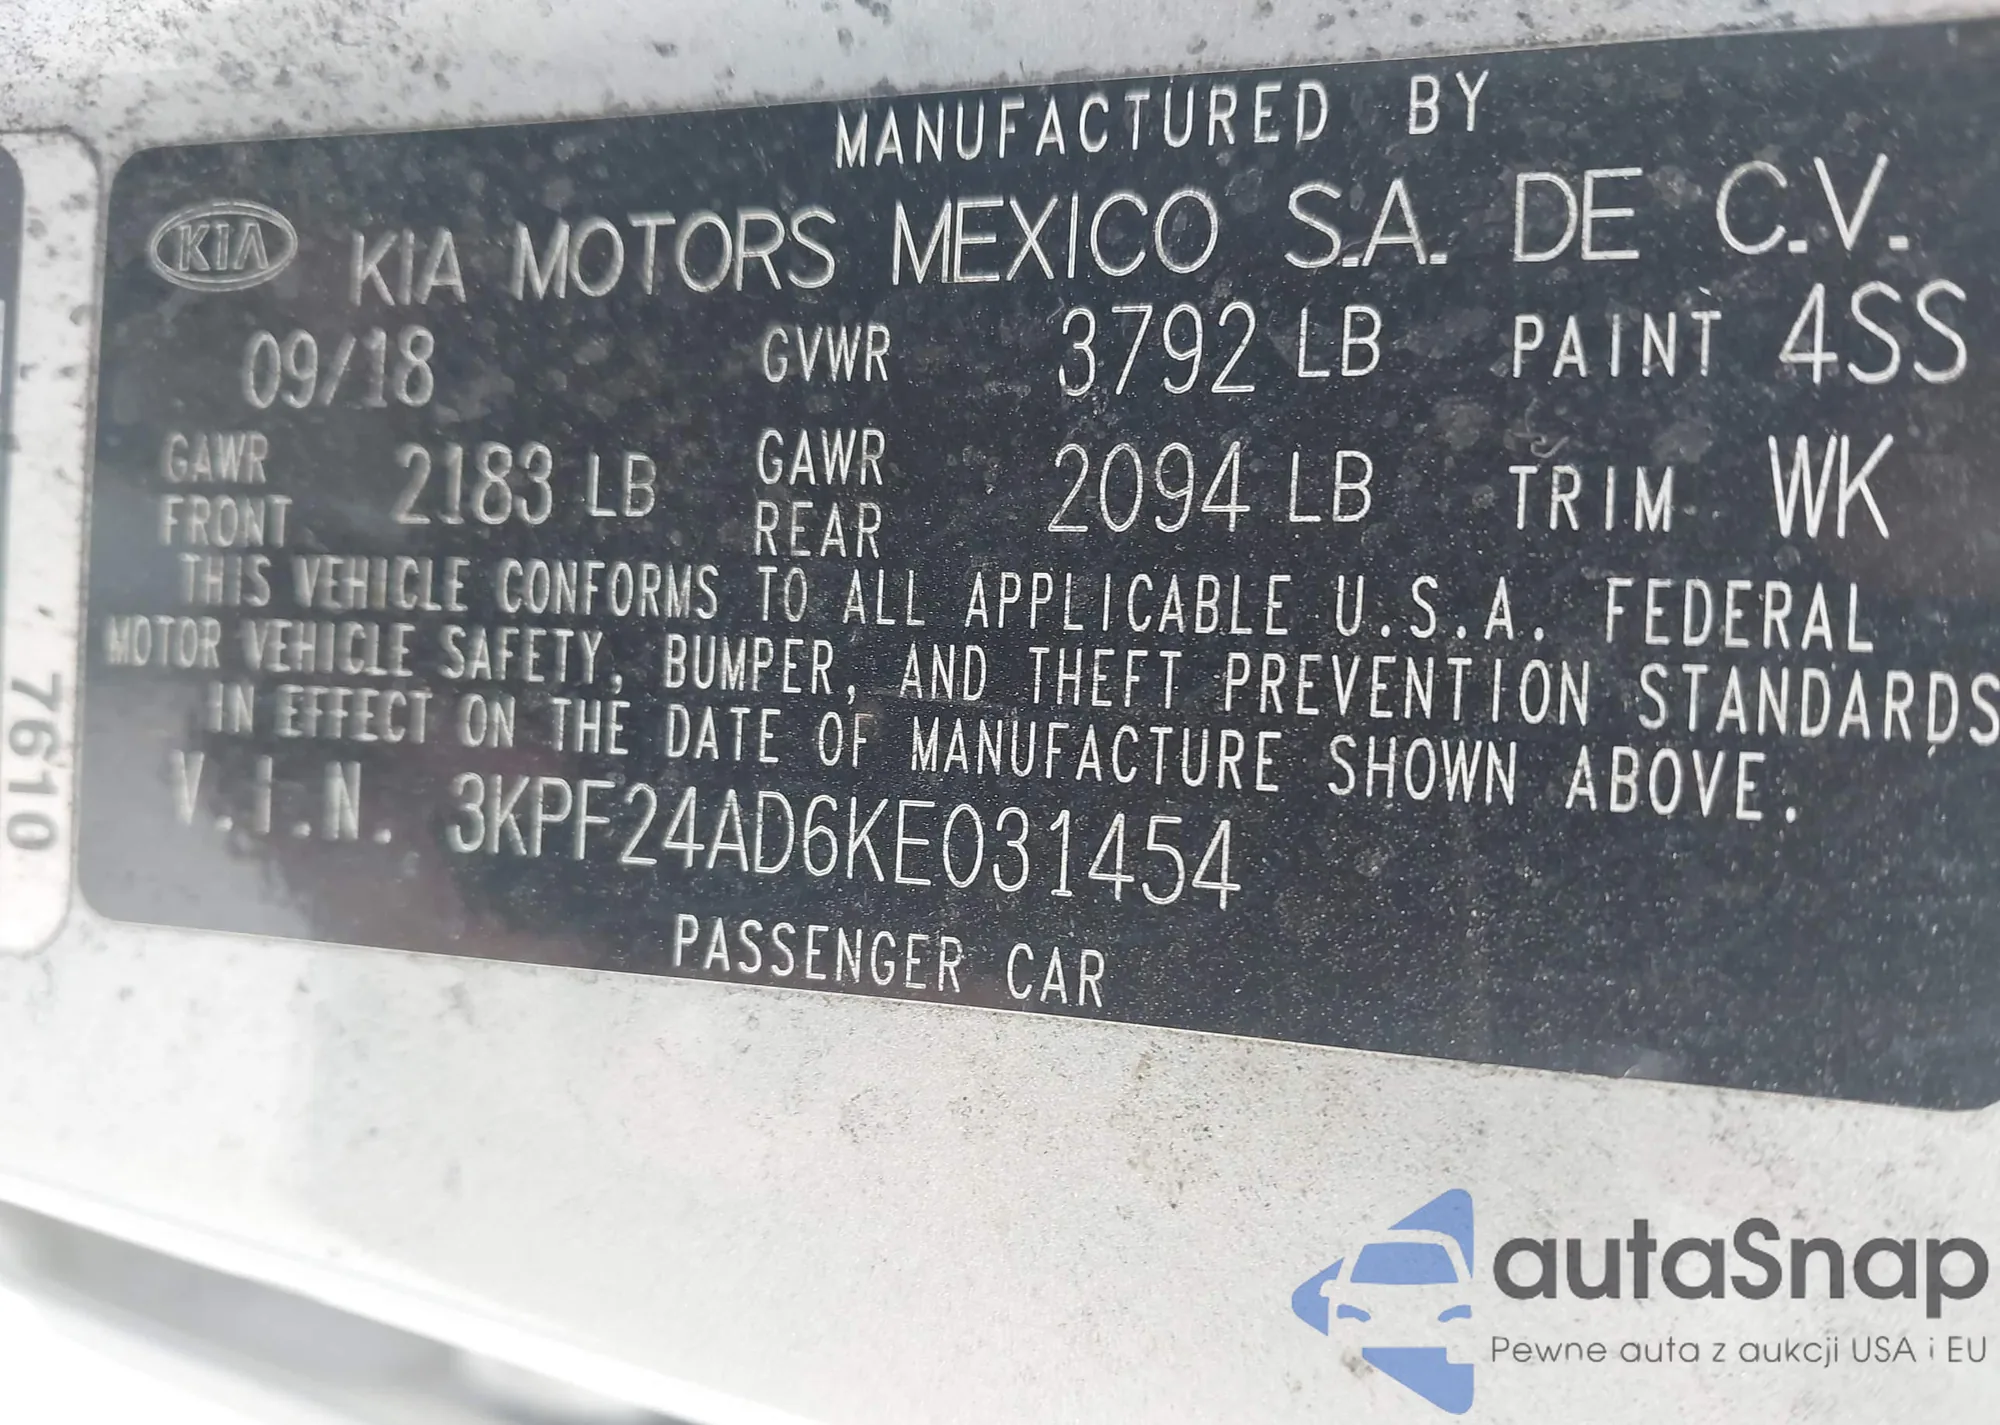 MANUFACTURED BY
KIA KIA MOTORS MEXICO S.A. DE C.V.
09/18 GVWR 3792 LB PAINT 4SS
GAWR FRONT 2183 LB GAWR REAR 2094 LB TRIM WK
THIS VEHICLE CONFORMS TO ALL APPLICABLE U.S.A. FEDERAL
MOTOR VEHICLE SAFETY, BUMPER, AND THEFT PREVENTION STANDARDS
IN EFFECT ON THE DATE OF MANUFACTURE SHOWN ABOVE.
V.I.N. 3KPF24AD6KE031454
PASSENGER CAR
7610
autaSnap
Pewne auta z aukcji USA i EU